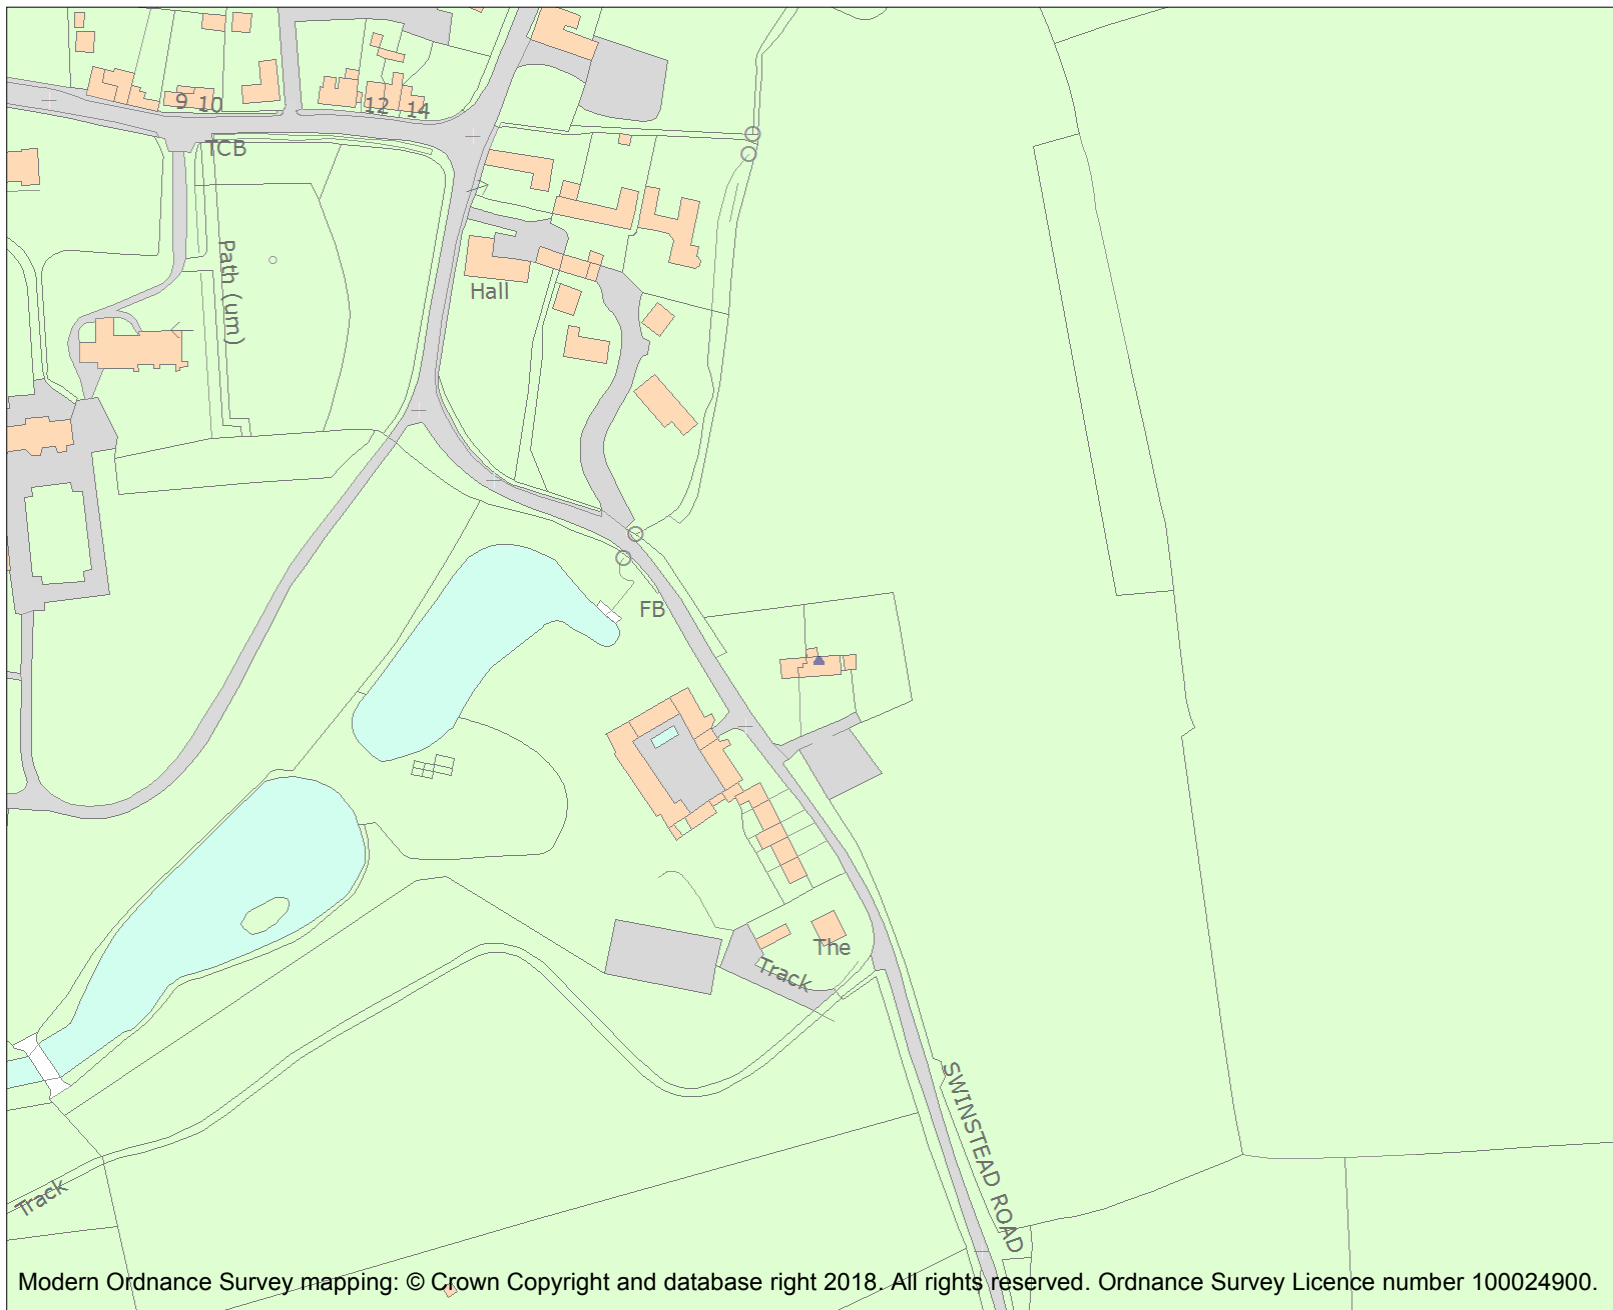 9 10
12
14
TCB
Path (um)
Hall
FB
The
Track
SWINSTEAD ROAD
Track
Modern Ordnance Survey mapping: © Crown Copyright and database right 2018. All rights reserved. Ordnance Survey Licence number 100024900.